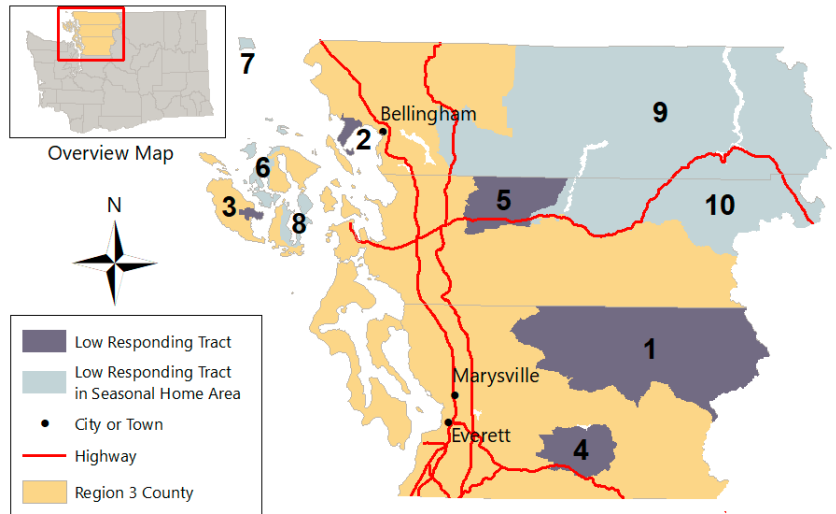 Overview Map
N
7
Bellingham
2
9
6
3
8
5
10
1
Marysville
Everett
4
Low Responding Tract
Low Responding Tract
in Seasonal Home Area
City or Town
Highway
Region 3 County